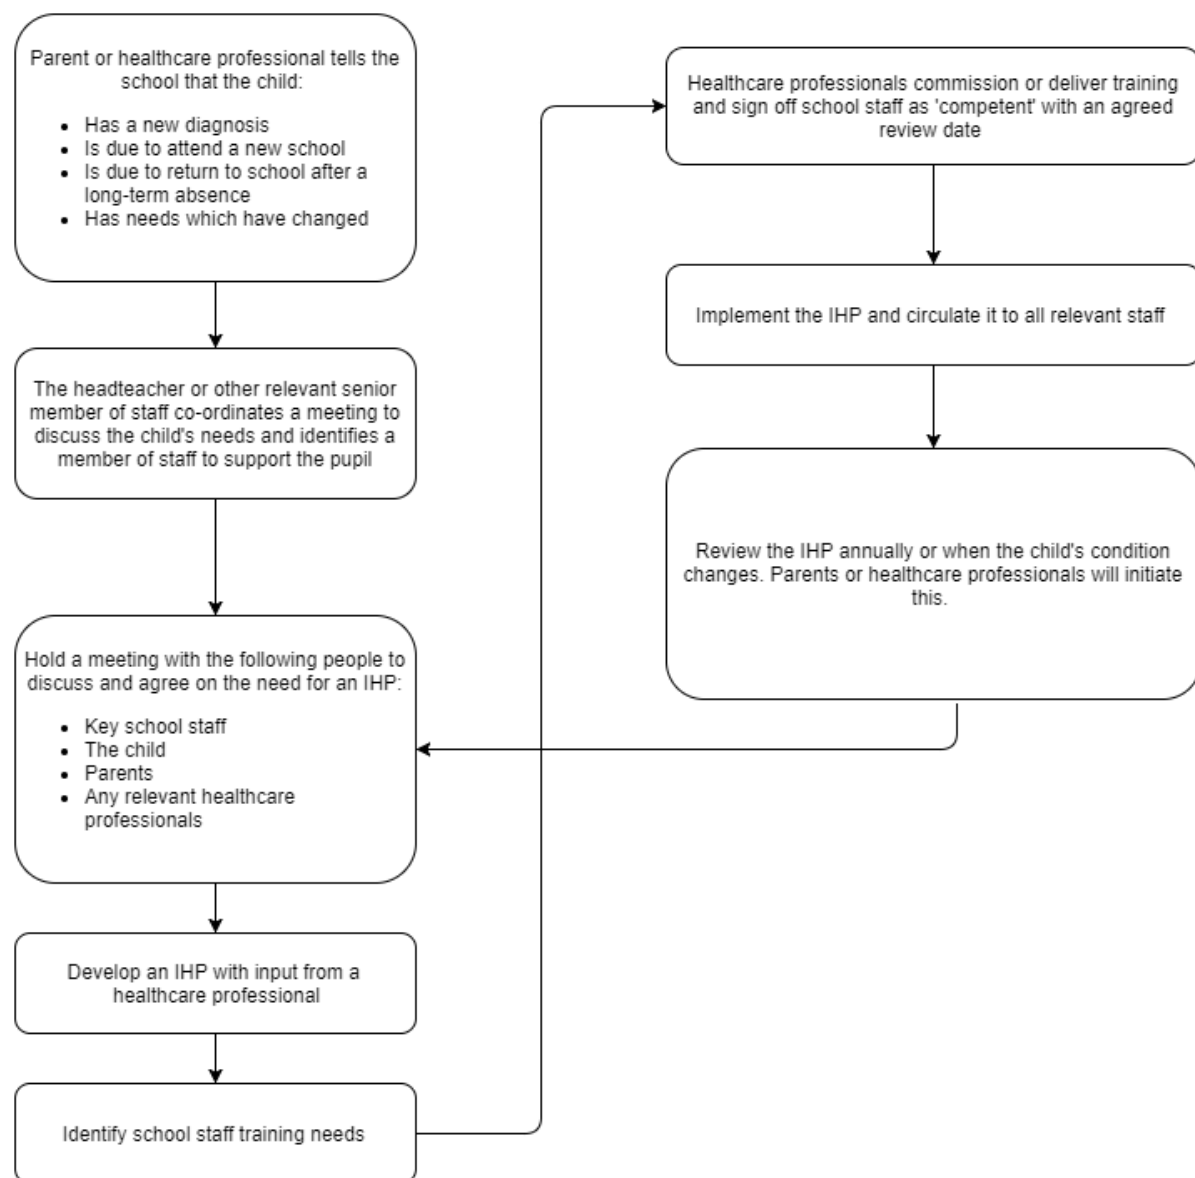 Parent or healthcare professional tells the
school that the child:
• Has a new diagnosis
• Is due to attend a new school
• Is due to return to school after a
long-term absence
• Has needs which have changed
The headteacher or other relevant senior
member of staff co-ordinates a meeting to
discuss the child's needs and identifies a
member of staff to support the pupil
Hold a meeting with the following people to
discuss and agree on the need for an IHP:
• Key school staff
• The child
• Parents
• Any relevant healthcare
professionals
Develop an IHP with input from a
healthcare professional
Identify school staff training needs
Healthcare professionals commission or deliver training
and sign off school staff as 'competent' with an agreed
review date
Implement the IHP and circulate it to all relevant staff
Review the IHP annually or when the child's condition
changes. Parents or healthcare professionals will initiate
this.